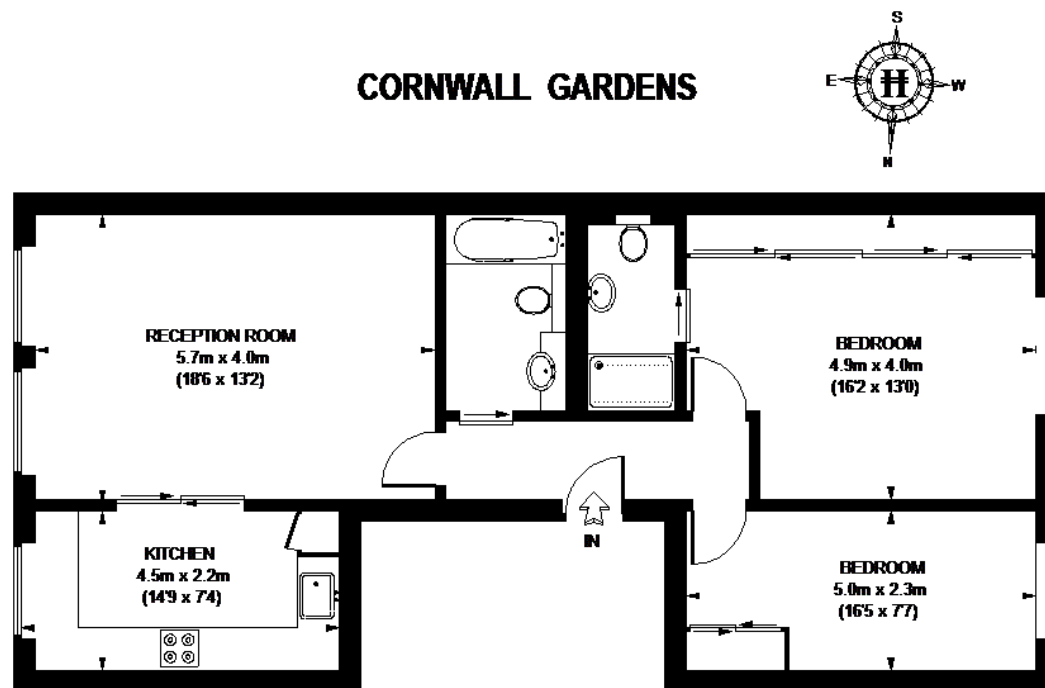 CORNWALL GARDENS
S
E
H
W
N
RECEPTION ROOM
5.7m x 4.0m
(18'6 x 13'2)
BEDROOM
4.9m x 4.0m
(16'2 x 13'0)
KITCHEN
4.5m x 2.2m
(14'9 x 7'4)
IN
BEDROOM
5.0m x 2.3m
(16'5 x 7'7)